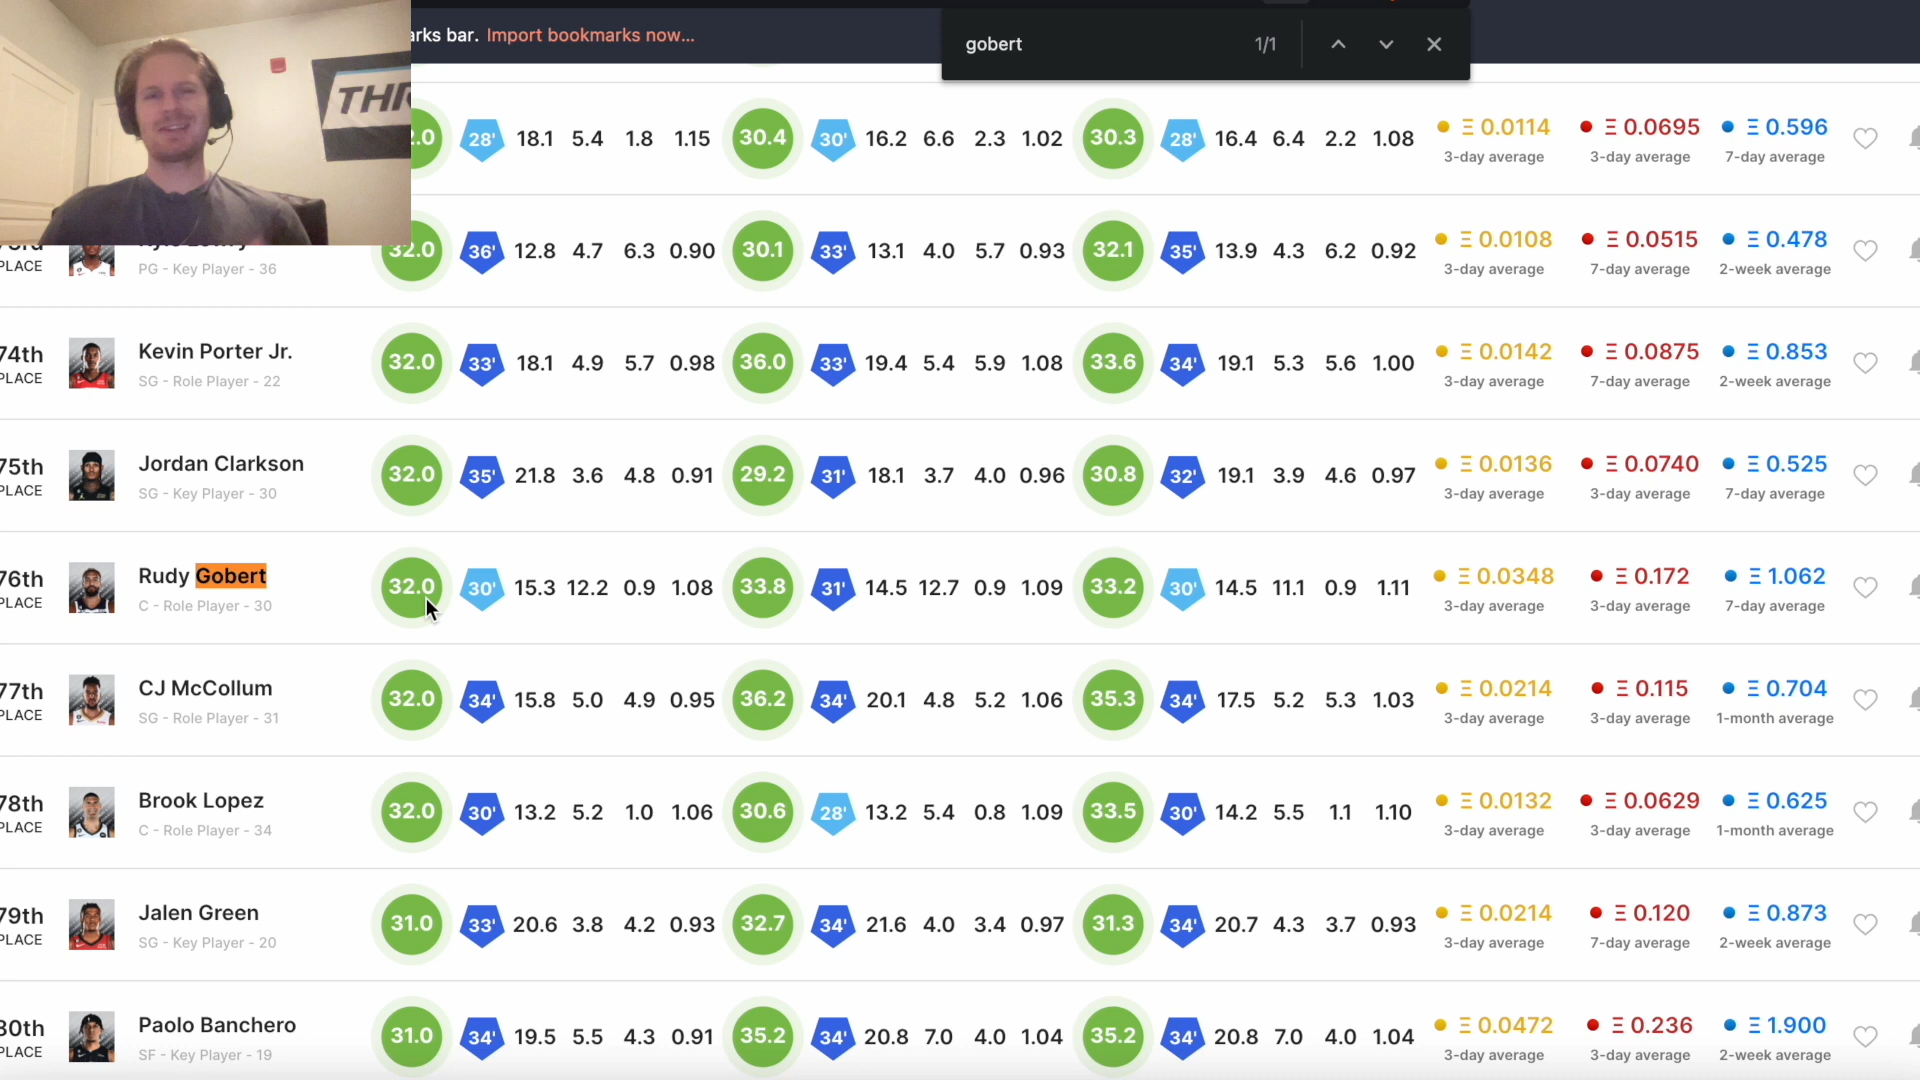 arks bar. Import bookmarks now...
gobert 1/1
THR
28' 18.1 5.4 1.8 1.15 30.4 30' 16.2 6.6 2.3 1.02 30.3 28' 16.4 6.4 2.2 1.08 Ξ 0.0114 Ξ 0.0695 Ξ 0.596
3-day average 3-day average 7-day average
PLACE PG - Key Player - 36 32.0 36' 12.8 4.7 6.3 0.90 30.1 33' 13.1 4.0 5.7 0.93 32.1 35' 13.9 4.3 6.2 0.92 Ξ 0.0108 Ξ 0.0515 Ξ 0.478
3-day average 7-day average 2-week average
74th Kevin Porter Jr. 32.0 33' 18.1 4.9 5.7 0.98 36.0 33' 19.4 5.4 5.9 1.08 33.6 34' 19.1 5.3 5.6 1.00 Ξ 0.0142 Ξ 0.0875 Ξ 0.853
PLACE SG - Role Player - 22 3-day average 7-day average 2-week average
75th Jordan Clarkson 32.0 35' 21.8 3.6 4.8 0.91 29.2 31' 18.1 3.7 4.0 0.96 30.8 32' 19.1 3.9 4.6 0.97 Ξ 0.0136 Ξ 0.0740 Ξ 0.525
PLACE SG - Key Player - 30 3-day average 3-day average 7-day average
76th Rudy Gobert 32.0 30' 15.3 12.2 0.9 1.08 33.8 31' 14.5 12.7 0.9 1.09 33.2 30' 14.5 11.1 0.9 1.11 Ξ 0.0348 Ξ 0.172 Ξ 1.062
PLACE C - Role Player - 30 3-day average 3-day average 7-day average
77th CJ McCollum 32.0 34' 15.8 5.0 4.9 0.95 36.2 34' 20.1 4.8 5.2 1.06 35.3 34' 17.5 5.2 5.3 1.03 Ξ 0.0214 Ξ 0.115 Ξ 0.704
PLACE SG - Role Player - 31 3-day average 3-day average 1-month average
78th Brook Lopez 32.0 30' 13.2 5.2 1.0 1.06 30.6 28' 13.2 5.4 0.8 1.09 33.5 30' 14.2 5.5 1.1 1.10 Ξ 0.0132 Ξ 0.0629 Ξ 0.625
PLACE C - Role Player - 34 3-day average 3-day average 1-month average
79th Jalen Green 31.0 33' 20.6 3.8 4.2 0.93 32.7 34' 21.6 4.0 3.4 0.97 31.3 34' 20.7 4.3 3.7 0.93 Ξ 0.0214 Ξ 0.120 Ξ 0.873
PLACE SG - Key Player - 20 3-day average 7-day average 2-week average
80th Paolo Banchero 31.0 34' 19.5 5.5 4.3 0.91 35.2 34' 20.8 7.0 4.0 1.04 35.2 34' 20.8 7.0 4.0 1.04 Ξ 0.0472 Ξ 0.236 Ξ 1.900
PLACE SF - Key Player - 19 3-day average 3-day average 2-week average